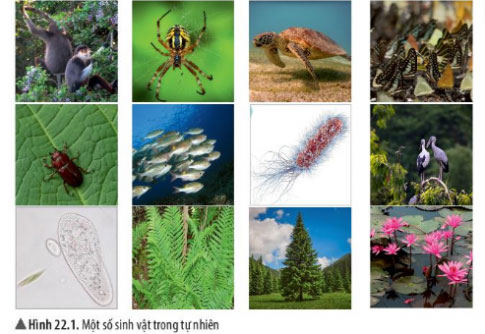 ▲Hình 22.1. Một số sinh vật trong tự nhiên